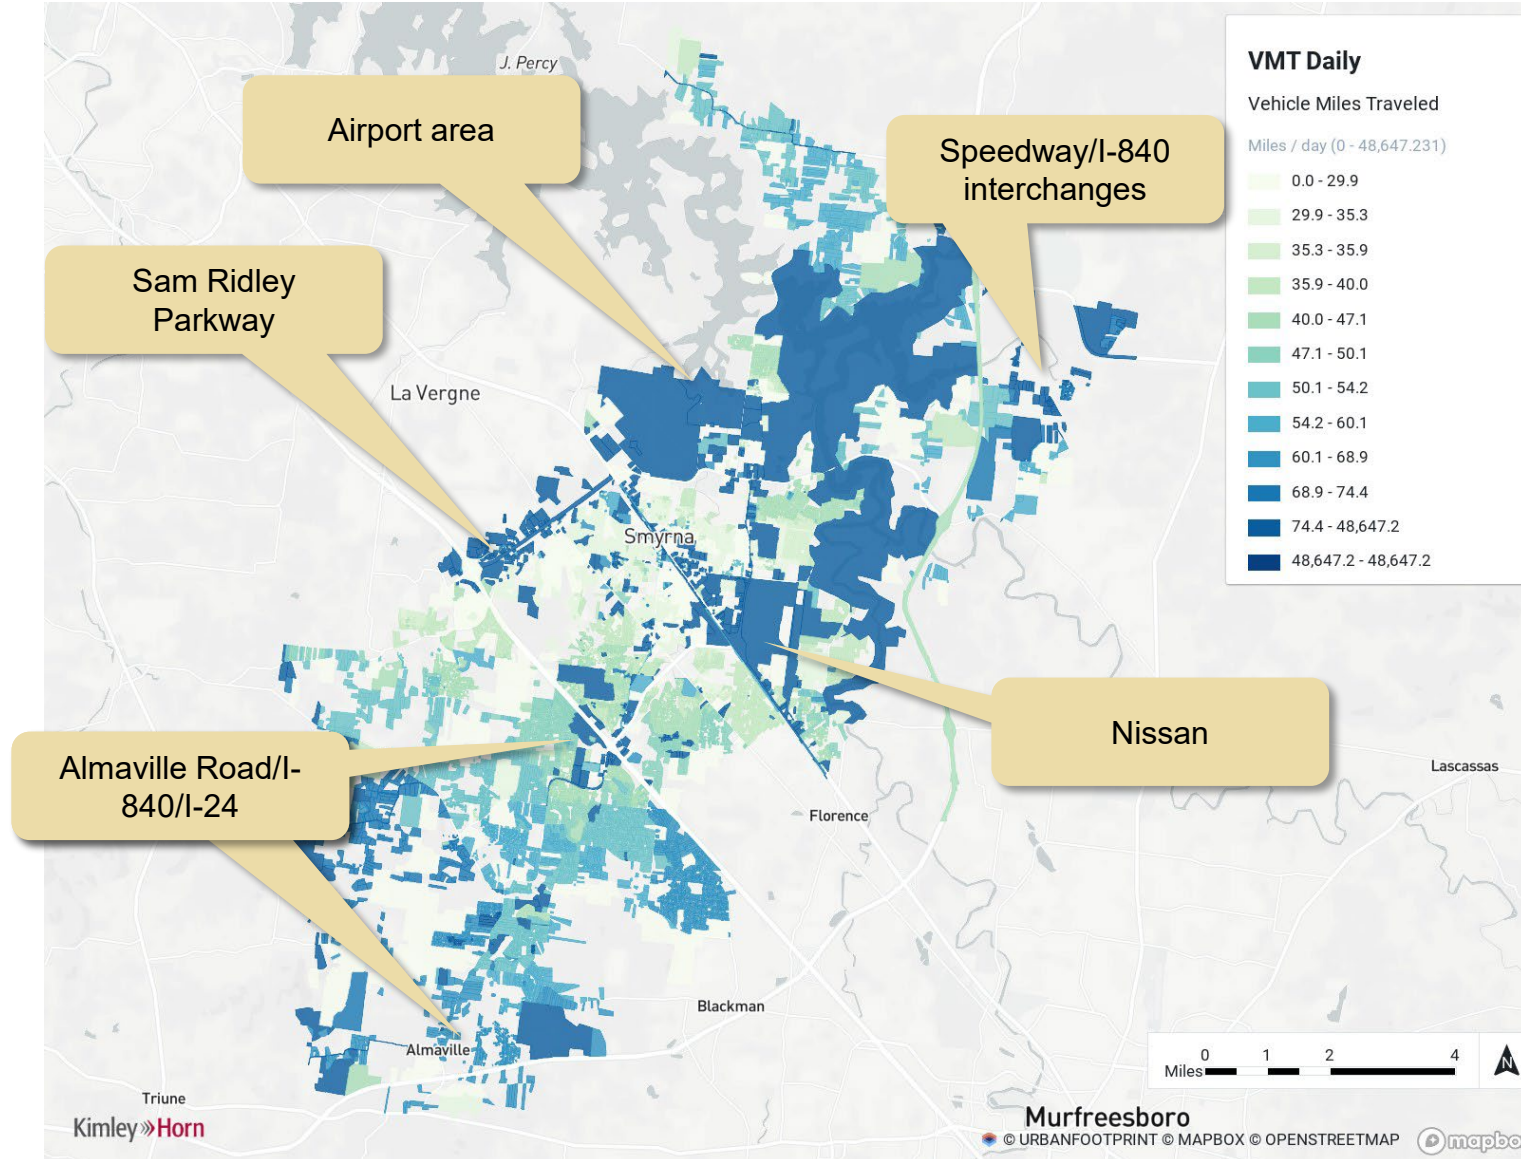 J. Percy
Airport area
Speedway/I-840
interchanges
Sam Ridley
Parkway
La Vergne
Smyrna
Nissan
Almaville Road/I-
840/I-24
Lascassas
Florence
Blackman
Almaville
Triune
Murfreesboro
VMT Daily
Vehicle Miles Traveled
Miles / day (0 - 48,647.231)
0.0 - 29.9
29.9 - 35.3
35.3 - 35.9
35.9 - 40.0
40.0 - 47.1
47.1 - 50.1
50.1 - 54.2
54.2 - 60.1
60.1 - 68.9
68.9 - 74.4
74.4 - 48,647.2
48,647.2 - 48,647.2
0 1 2 4
Miles
N
Kimley»Horn
© URBANFOOTPRINT © MAPBOX © OPENSTREETMAP
mapbo